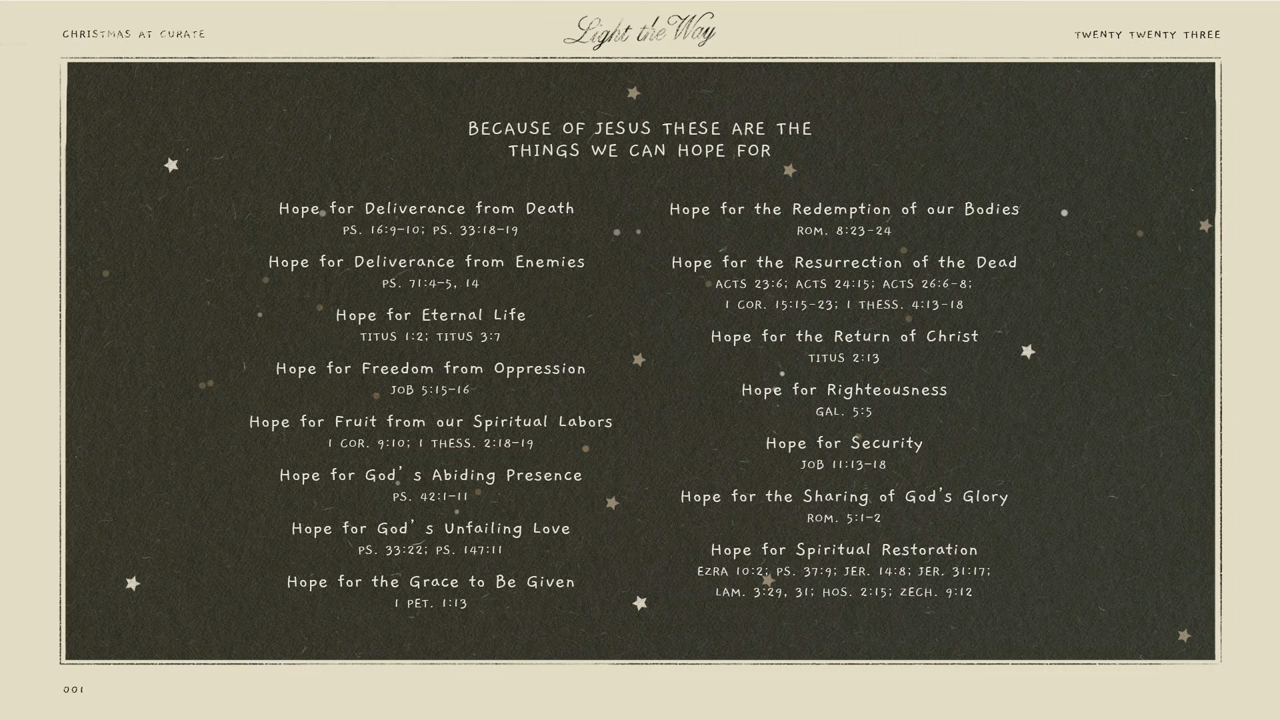 CHRISTMAS AT CURATE
Light the Way
TWENTY TWENTY THREE
BECAUSE OF JESUS THESE ARE THE
THINGS WE CAN HOPE FOR
Hope for Deliverance from Death
PS. 16:9-10; PS. 33:18-19
Hope for Deliverance from Enemies
PS. 71:4-5, 14
Hope for Eternal Life
TITUS 1:2; TITUS 3:7
Hope for Freedom from Oppression
JOB 5:15-16
Hope for Fruit from our Spiritual Labors
1 COR. 9:10; 1 THESS. 2:18-19
Hope for God’ s Abiding Presence
PS. 42:1-11
Hope for God’ s Unfailing Love
PS. 33:22; PS. 147:11
Hope for the Grace to Be Given
1 PET. 1:13
Hope for the Redemption of our Bodies
ROM. 8:23-24
Hope for the Resurrection of the Dead
ACTS 23:6; ACTS 24:15; ACTS 26:6-8;
1 COR. 15:15-23; 1 THESS. 4:13-18
Hope for the Return of Christ
TITUS 2:13
Hope for Righteousness
GAL. 5:5
Hope for Security
JOB 11:13-18
Hope for the Sharing of God’s Glory
ROM. 5:1-2
Hope for Spiritual Restoration
EZRA 10:2; PS. 37:9; JER. 14:8; JER. 31:17;
LAM. 3:29, 31; HOS. 2:15; ZECH. 9:12
001